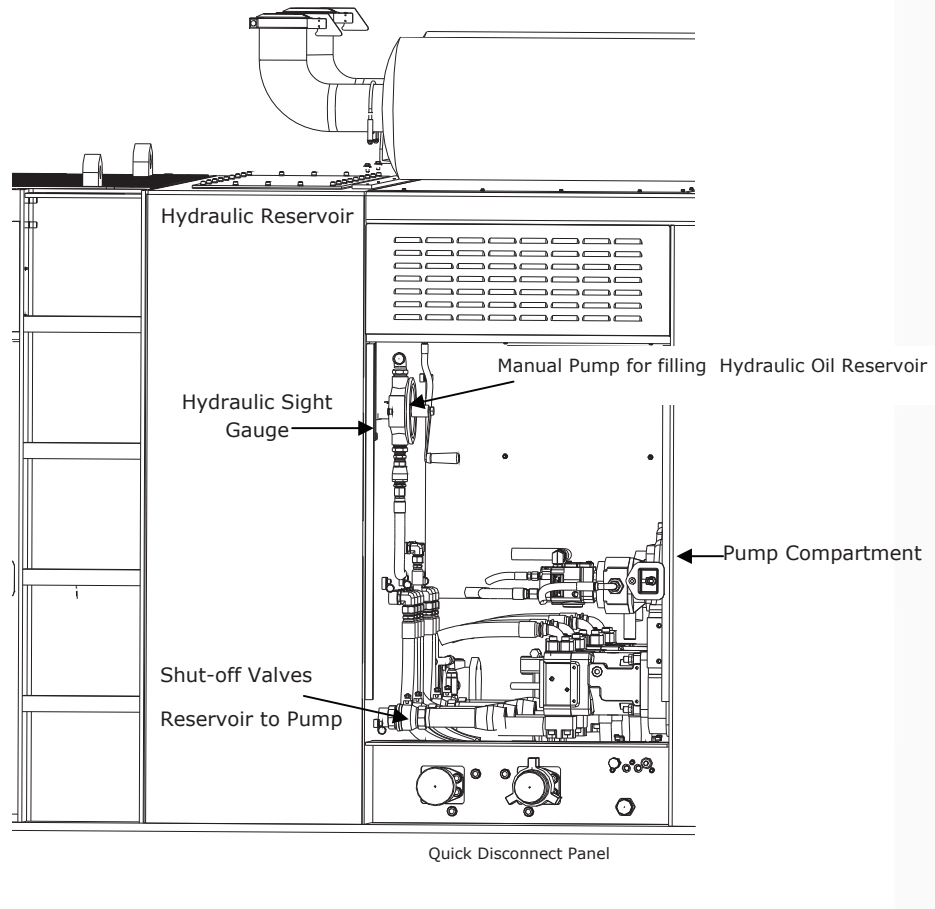 Hydraulic Reservoir
Manual Pump for filling  Hydraulic Oil Reservoir
Hydraulic Sight
Gauge
Pump Compartment
Shut-off Valves
Reservoir to Pump
Quick Disconnect Panel